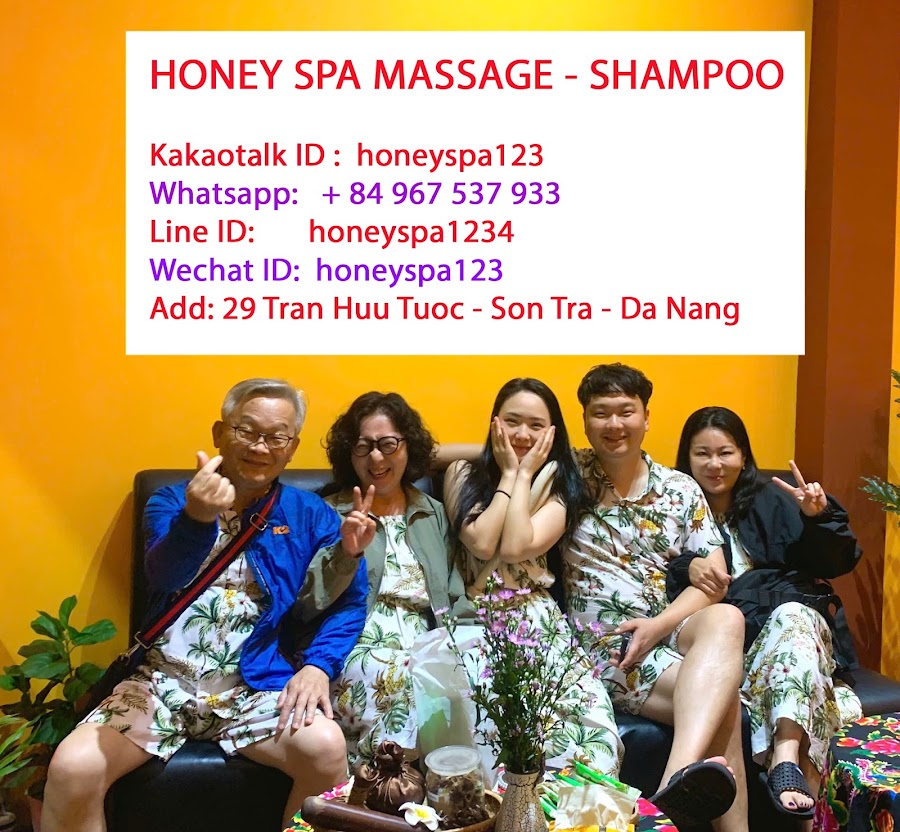 HONEY SPA MASSAGE - SHAMPOO
Kakaotalk ID : honeyspa123
Whatsapp: + 84 967 537 933
Line ID: honeyspa1234
Wechat ID: honeyspa123
Add: 29 Tran Huu Tuoc - Son Tra - Da Nang
K2